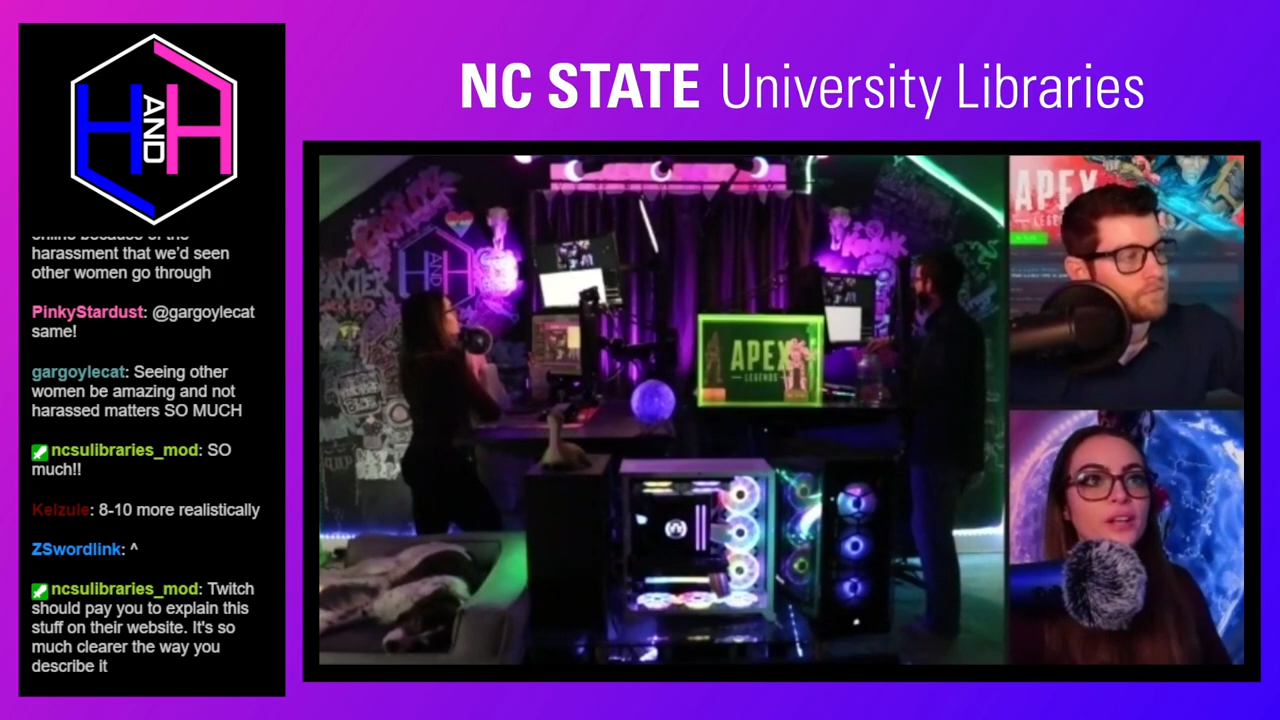 H AND H
NC STATE University Libraries
harassment that we'd seen
other women go through
PinkyStardust: @gargoylecat
same!
gargoylecat: Seeing other
women be amazing and not
harassed matters SO MUCH
ncsulibraries_mod: SO
much!!
Kelzule: 8-10 more realistically
ZSwordlink: ^
ncsulibraries_mod: Twitch
should pay you to explain this
stuff on their website. It's so
much clearer the way you
describe it
H AND H
APEX
LEGENDS
APEX